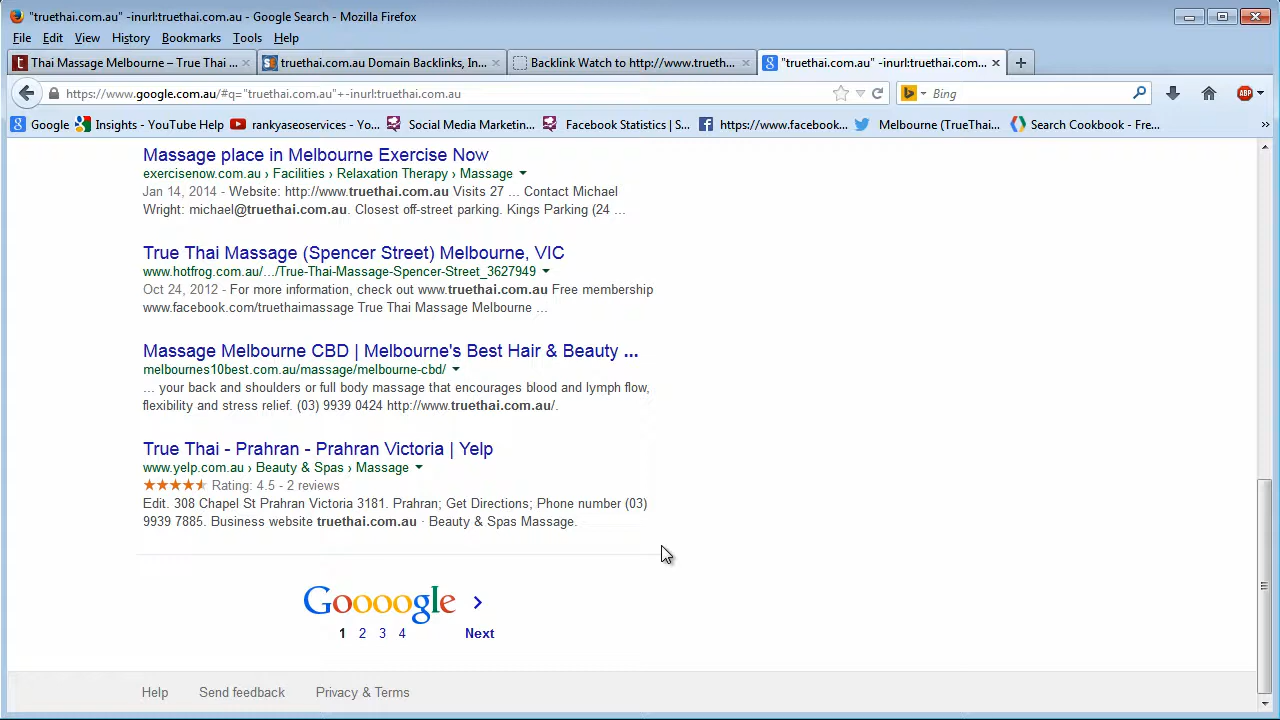 "truethai.com.au" -inurl:truethai.com.au - Google Search - Mozilla Firefox
File Edit View History Bookmarks Tools Help
Thai Massage Melbourne – True Thai ...
truethai.com.au Domain Backlinks, In...
Backlink Watch to http://www.trueth...
"truethai.com.au" -inurl:truethai.com...
https://www.google.com.au/#q="truethai.com.au"+-inurl:truethai.com.au
Bing
ABP
Google
Insights - YouTube Help
rankyaseoservices - Yo...
Social Media Marketin...
Facebook Statistics | S...
https://www.facebook...
Melbourne (TrueThai...
Search Cookbook - Fre...
Massage place in Melbourne Exercise Now
exercisenow.com.au › Facilities › Relaxation Therapy › Massage
Jan 14, 2014 - Website: http://www.truethai.com.au Visits 27 ... Contact Michael
Wright: michael@truethai.com.au. Closest off-street parking. Kings Parking (24 ...
True Thai Massage (Spencer Street) Melbourne, VIC
www.hotfrog.com.au/.../True-Thai-Massage-Spencer-Street_3627949
Oct 24, 2012 - For more information, check out www.truethai.com.au Free membership
www.facebook.com/truethaimassage True Thai Massage Melbourne ...
Massage Melbourne CBD | Melbourne's Best Hair & Beauty ...
melbournes10best.com.au/massage/melbourne-cbd/
... your back and shoulders or full body massage that encourages blood and lymph flow,
flexibility and stress relief. (03) 9939 0424 http://www.truethai.com.au/.
True Thai - Prahran - Prahran Victoria | Yelp
www.yelp.com.au › Beauty & Spas › Massage
Rating: 4.5 - 2 reviews
Edit. 308 Chapel St Prahran Victoria 3181. Prahran; Get Directions; Phone number (03)
9939 7885. Business website truethai.com.au · Beauty & Spas Massage.
Goooogle
1 2 3 4 Next
Help Send feedback Privacy & Terms